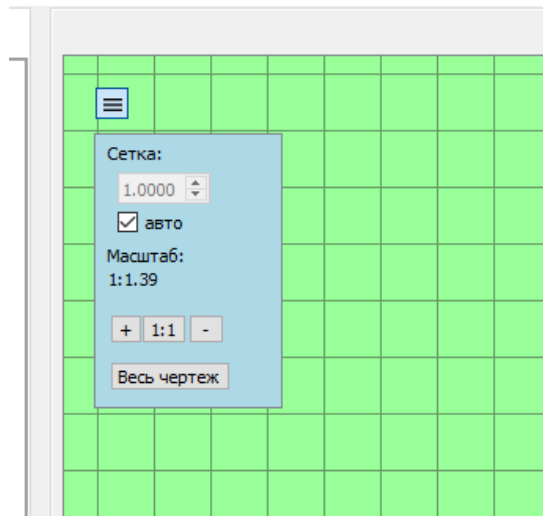 Сетка:
1.0000
авто
Масштаб:
1:1.39
+ 1:1 -
Весь чертеж